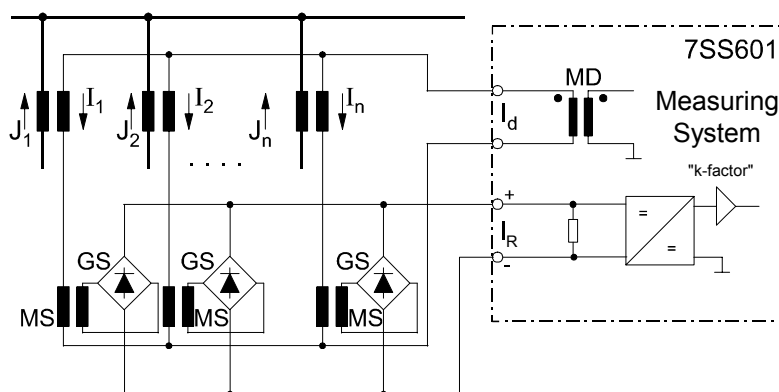 7SS601
MD
J1 I1 J2 I2 Jn In
Id
Measuring
System
. . . .
"k-factor"
+
GS GS GS
IR
=
=
-
MS MS MS